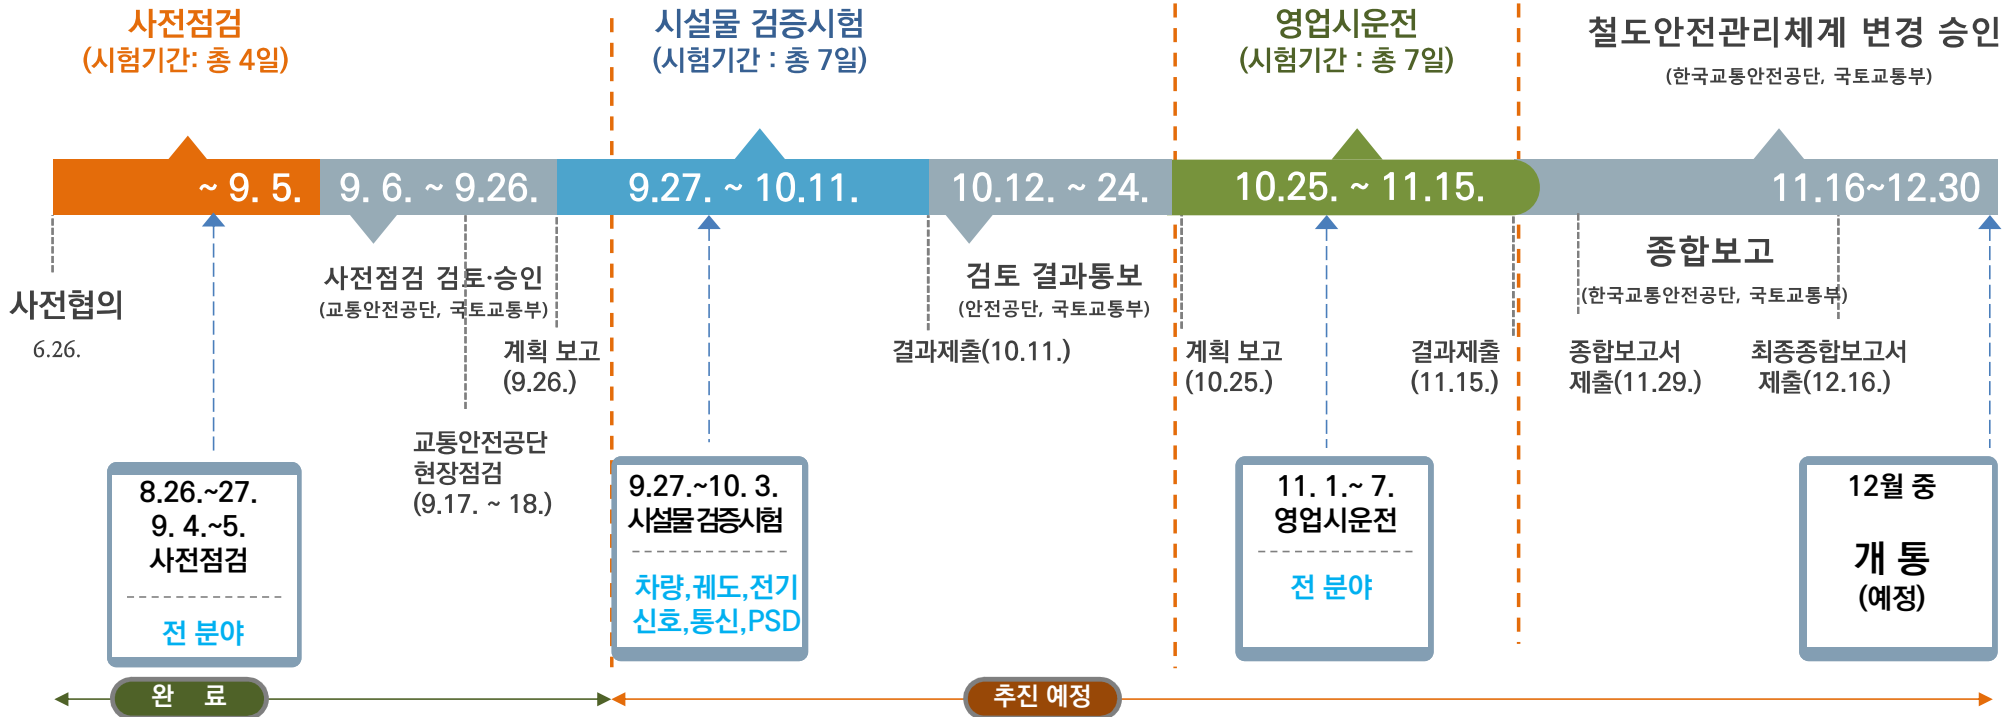 사전점검
(시험기간: 총 4일)
시설물 검증시험
(시험기간 : 총 7일)
영업시운전
(시험기간 : 총 7일)
철도안전관리체계 변경 승인
(한국교통안전공단, 국토교통부)
~ 9. 5.
9. 6. ~ 9.26.
9.27. ~ 10.11.
10.12. ~ 24.
10.25. ~ 11.15.
11.16~12.30
사전협의
6.26.
사전점검 검토·승인
(교통안전공단, 국토교통부)
계획 보고
(9.26.)
교통안전공단
현장점검
(9.17. ~ 18.)
검토 결과통보
(안전공단, 국토교통부)
결과제출(10.11.)
계획 보고
(10.25.)
결과제출
(11.15.)
종합보고
(한국교통안전공단, 국토교통부)
종합보고서
제출(11.29.)
최종종합보고서
제출(12.16.)
8.26.~27.
9. 4.~5.
사전점검
전 분야
9.27.~10. 3.
시설물 검증시험
차량,궤도,전기
신호,통신,PSD
11. 1.~ 7.
영업시운전
전 분야
12월 중
개 통
(예정)
완 료
추진 예정